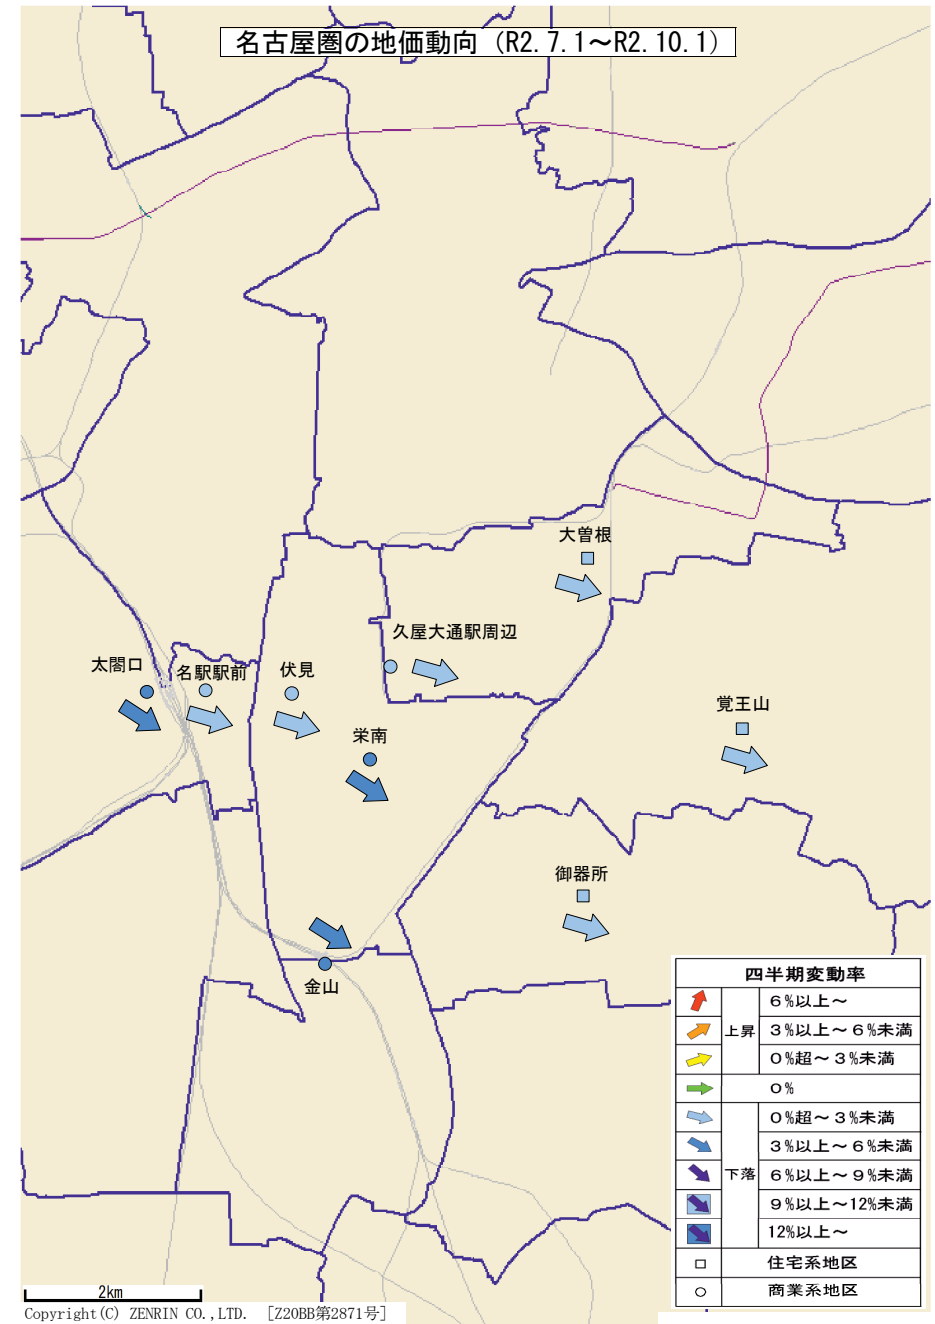 名古屋圏の地価動向（R2.7.1～R2.10.1）
大曽根
久屋大通駅周辺
太閤口
名駅駅前
伏見
覚王山
栄南
御器所
金山
四半期変動率
上昇
6%以上～
3%以上～6%未満
0%超～3%未満
0%
下落
0%超～3%未満
3%以上～6%未満
6%以上～9%未満
9%以上～12%未満
12%以上～
住宅系地区
商業系地区
2km
Copyright(C) ZENRIN CO.,LTD. [Z20BB第2871号]